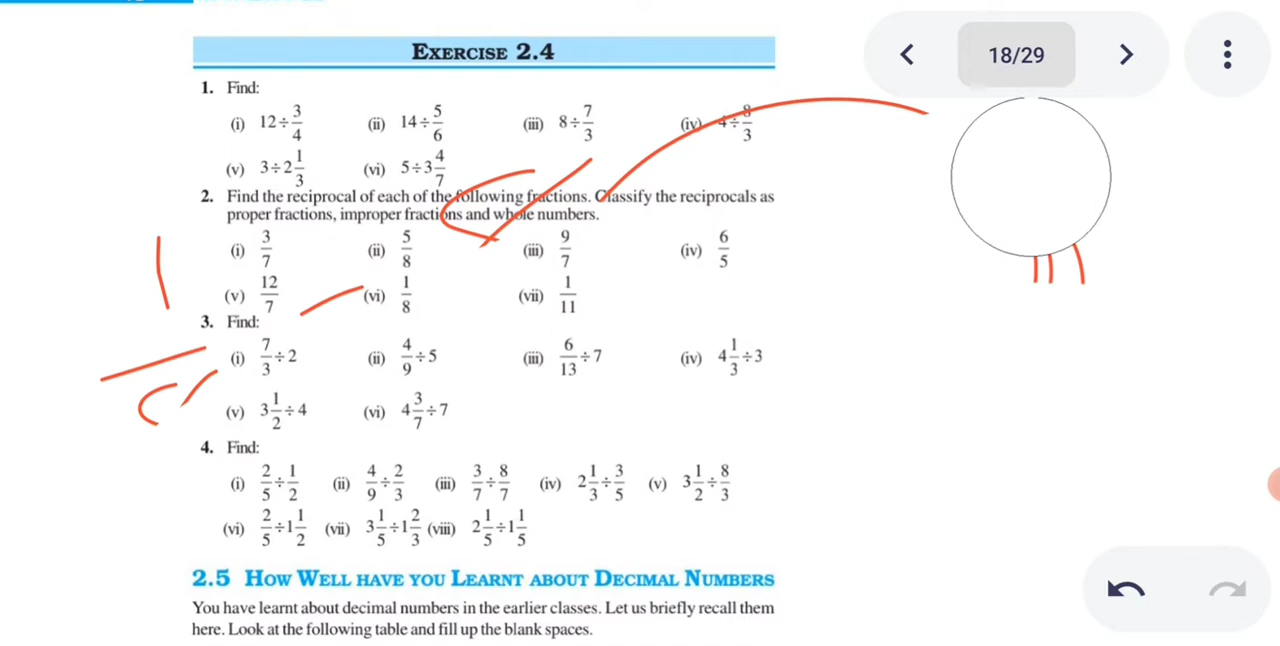 EXERCISE 2.4
18/29
1. Find:
(i) 12÷3/4 (ii) 14÷5/6 (iii) 8÷7/3 (iv) 4÷8/3
(v) 3÷2 1/3 (vi) 5÷3 4/7
2. Find the reciprocal of each of the following fractions. Classify the reciprocals as
proper fractions, improper fractions and whole numbers.
(i) 3/7 (ii) 5/8 (iii) 9/7 (iv) 6/5
(v) 12/7 (vi) 1/8 (vii) 1/11
3. Find:
(i) 7/3÷2 (ii) 4/9÷5 (iii) 6/13÷7 (iv) 4 1/3÷3
(v) 3 1/2÷4 (vi) 4 3/7÷7
4. Find:
(i) 2/5÷1/2 (ii) 4/9÷2/3 (iii) 3/7÷8/7 (iv) 2 1/3÷3/5 (v) 3 1/2÷8/3
(vi) 2/5÷1 1/2 (vii) 3 1/5÷1 2/3 (viii) 2 1/5÷1 1/5
2.5 HOW WELL HAVE YOU LEARNT ABOUT DECIMAL NUMBERS
You have learnt about decimal numbers in the earlier classes. Let us briefly recall them
here. Look at the following table and fill up the blank spaces.